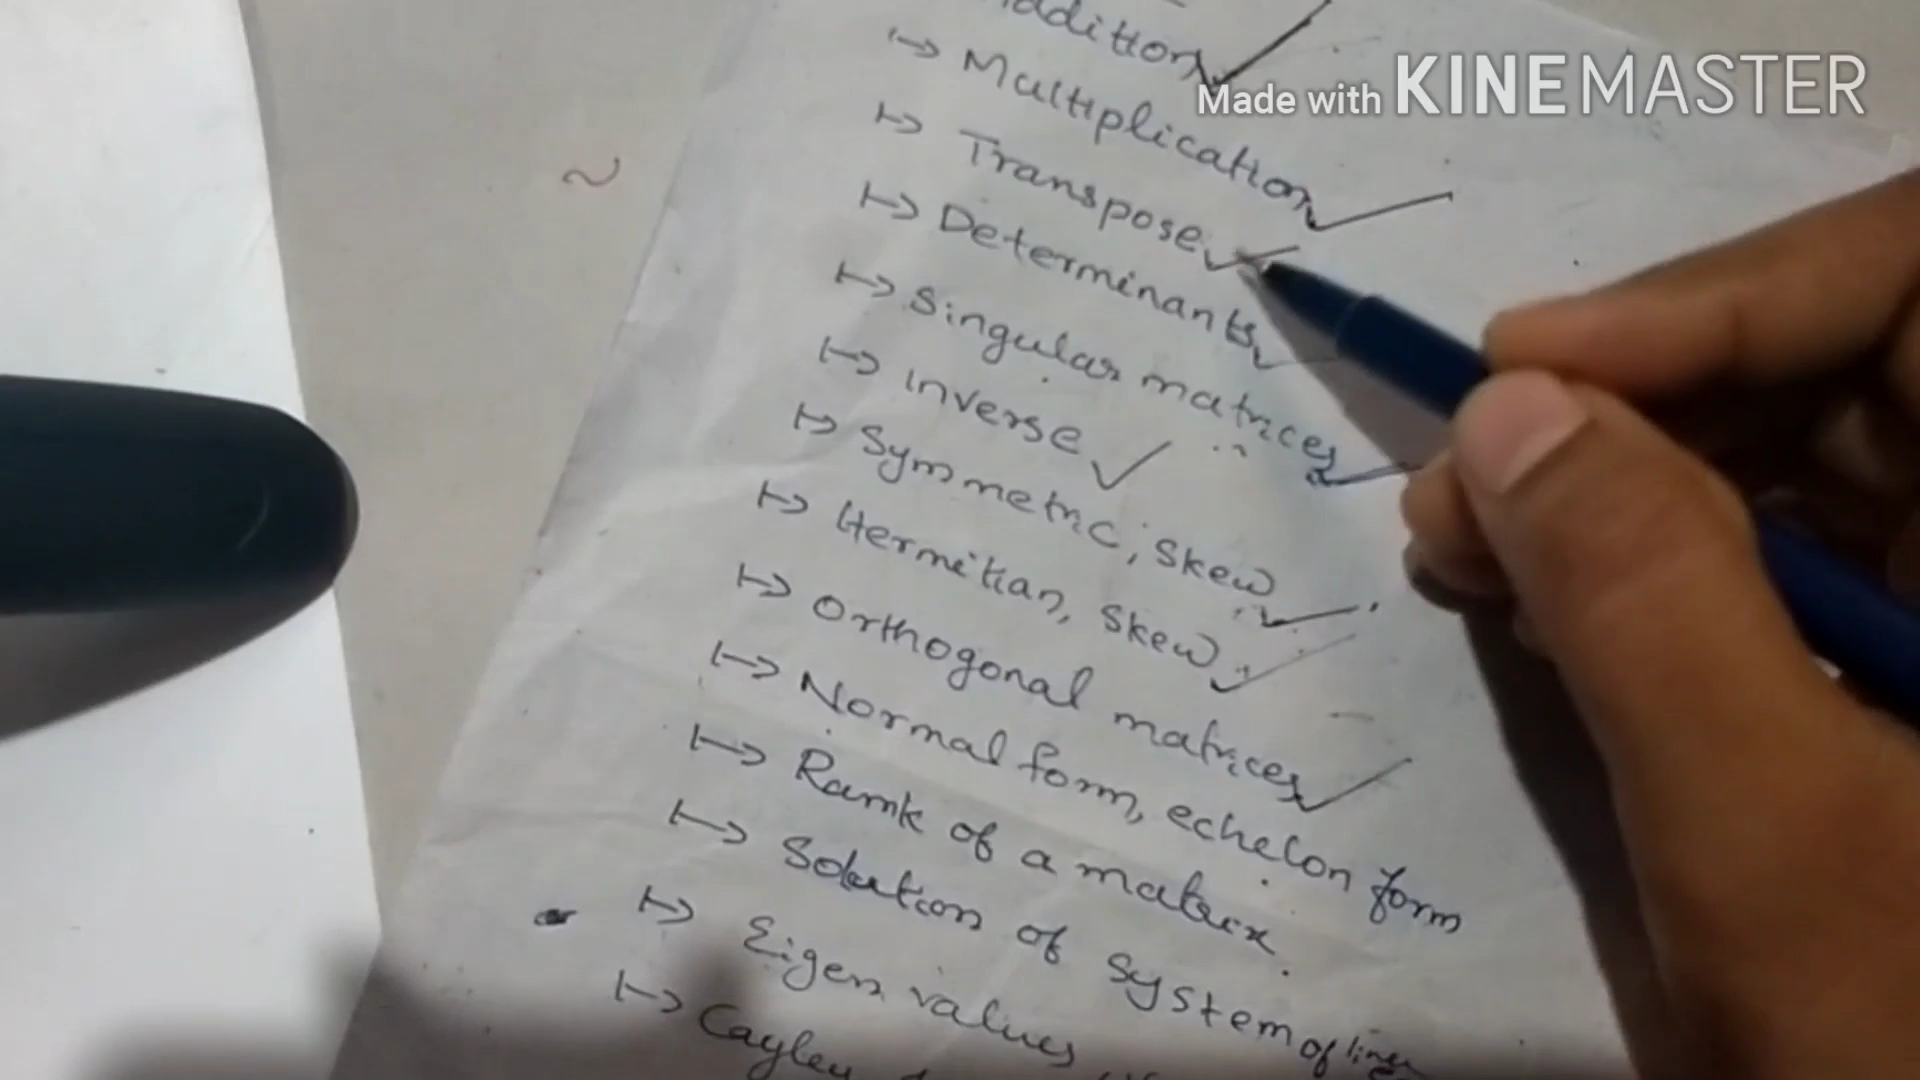 Addition
Made with KINEMASTER
↦ Multiplication
↦ Transpose
↦ Determinants
↦ Singular matrices
↦ Inverse
↦ Symmetric, Skew
↦ Hermitian, Skew
↦ Orthogonal matrices
↦ Normal form, echelon form
↦ Rank of a matrix.
↦ Solution of system of
↦ Eigen values
↦ Cayley